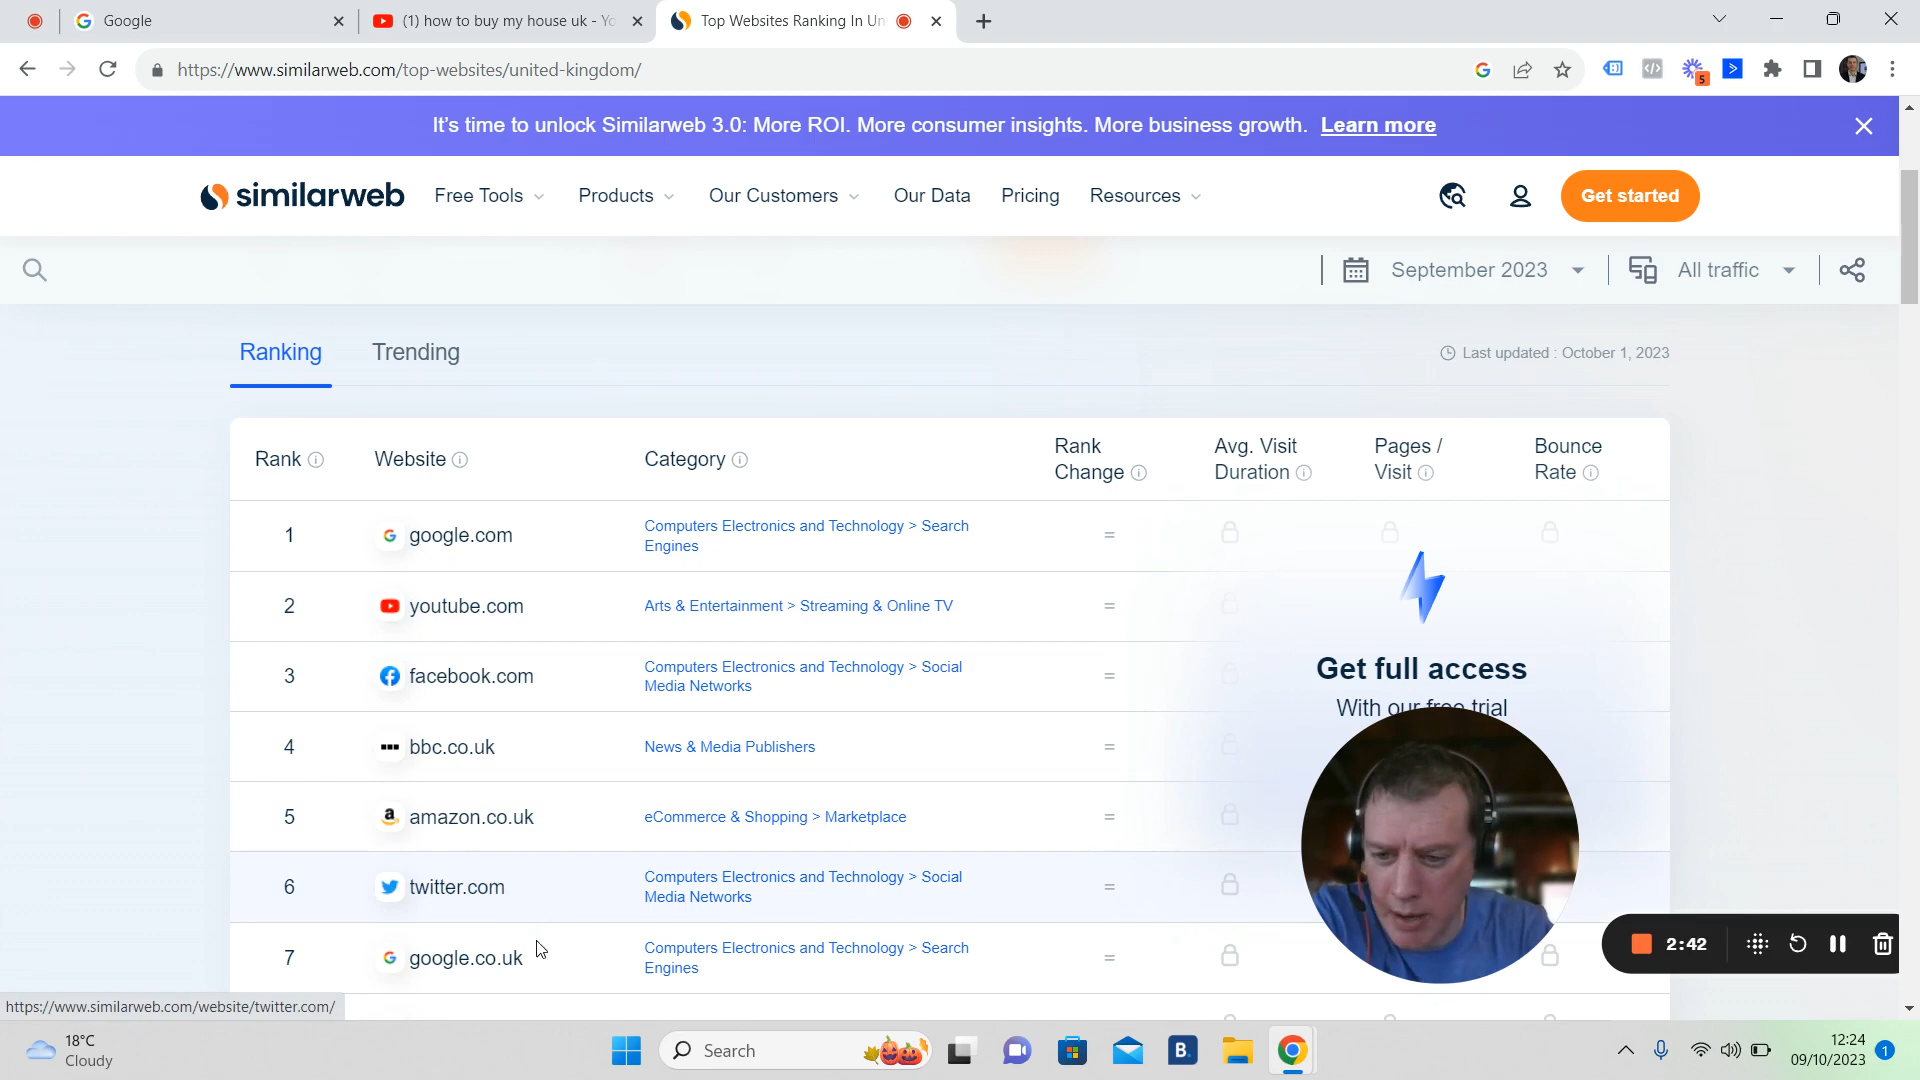 Google
(1) how to buy my house uk - Yo
Top Websites Ranking In Un
https://www.similarweb.com/top-websites/united-kingdom/
5
It's time to unlock Similarweb 3.0: More ROI. More consumer insights. More business growth. Learn more
similarweb
Free Tools
Products
Our Customers
Our Data
Pricing
Resources
Get started
September 2023
All traffic
Ranking
Trending
Last updated : October 1, 2023
Rank
Website
Category
Rank Change
Avg. Visit Duration
Pages / Visit
Bounce Rate
1
google.com
Computers Electronics and Technology > Search
Engines
=
2
youtube.com
Arts & Entertainment > Streaming & Online TV
=
3
facebook.com
Computers Electronics and Technology > Social
Media Networks
=
Get full access
With our free trial
4
bbc.co.uk
News & Media Publishers
=
5
amazon.co.uk
eCommerce & Shopping > Marketplace
=
6
twitter.com
Computers Electronics and Technology > Social
Media Networks
=
7
google.co.uk
Computers Electronics and Technology > Search
Engines
=
2:42
https://www.similarweb.com/website/twitter.com/
18°C
Cloudy
Search
B.
12:24
09/10/2023
1